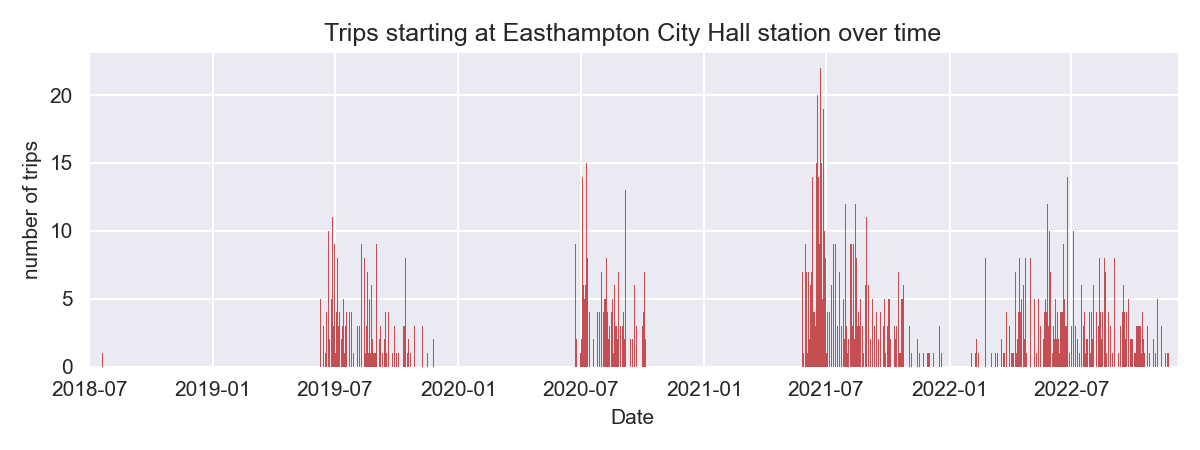 Trips starting at Easthampton City Hall station over time
number of trips
20
15
10
5
0
2018-07 2019-01 2019-07 2020-01 2020-07 2021-01 2021-07 2022-01 2022-07
Date